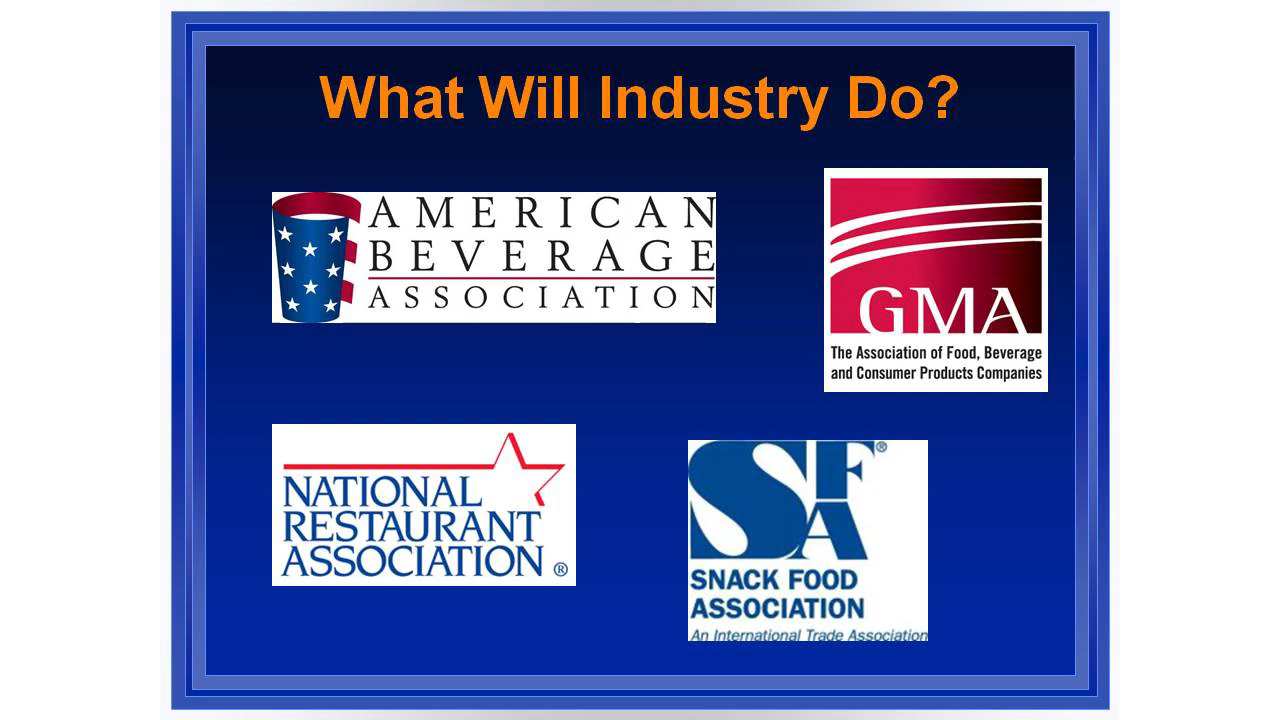 What Will Industry Do?
AMERICAN
BEVERAGE
ASSOCIATION
GMA
The Association of Food, Beverage
and Consumer Products Companies
NATIONAL
RESTAURANT
ASSOCIATION ®
SFA ®
SNACK FOOD
ASSOCIATION
An International Trade Association